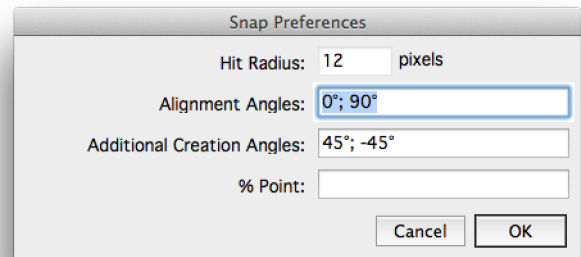 Snap Preferences
Hit Radius: 12 pixels
Alignment Angles: 0°; 90°
Additional Creation Angles: 45°; -45°
% Point:
Cancel OK